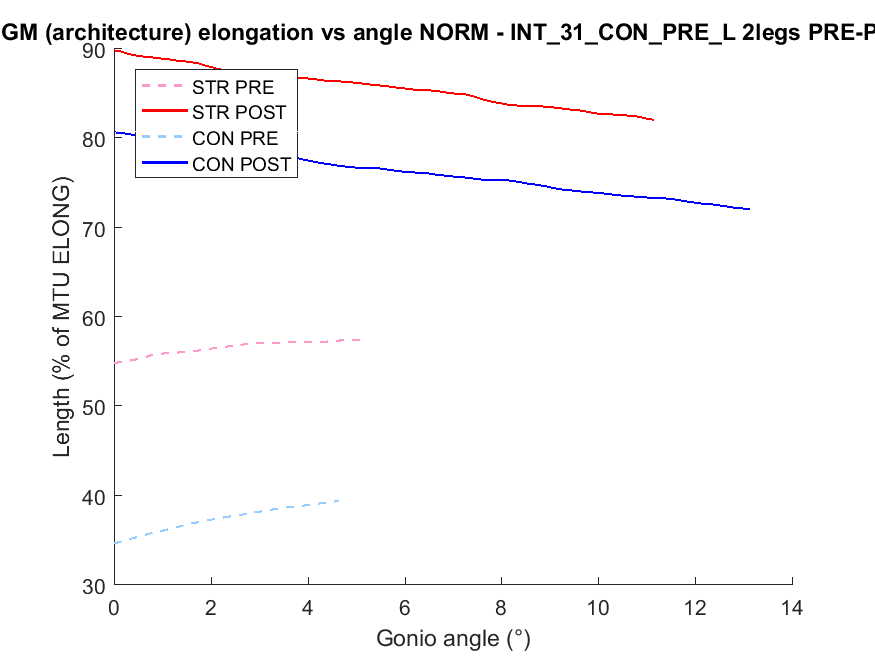 GM (architecture) elongation vs angle NORM - INT_31_CON_PRE_L 2legs PRE-P
90
80
70
60
50
40
30
Length (% of MTU ELONG)
STR PRE
STR POST
CON PRE
CON POST
0 2 4 6 8 10 12 14
Gonio angle (°)